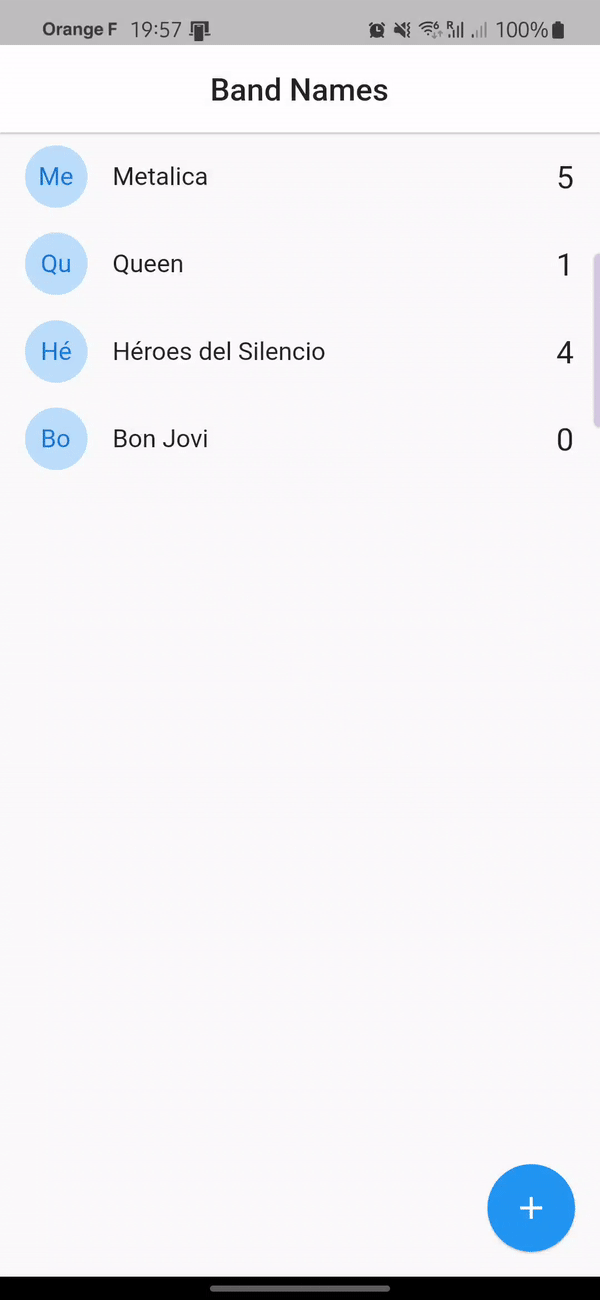 Orange F 19:57 100%
Band Names
Me Metalica 5
Qu Queen 1
Hé Héroes del Silencio 4
Bo Bon Jovi 0
+